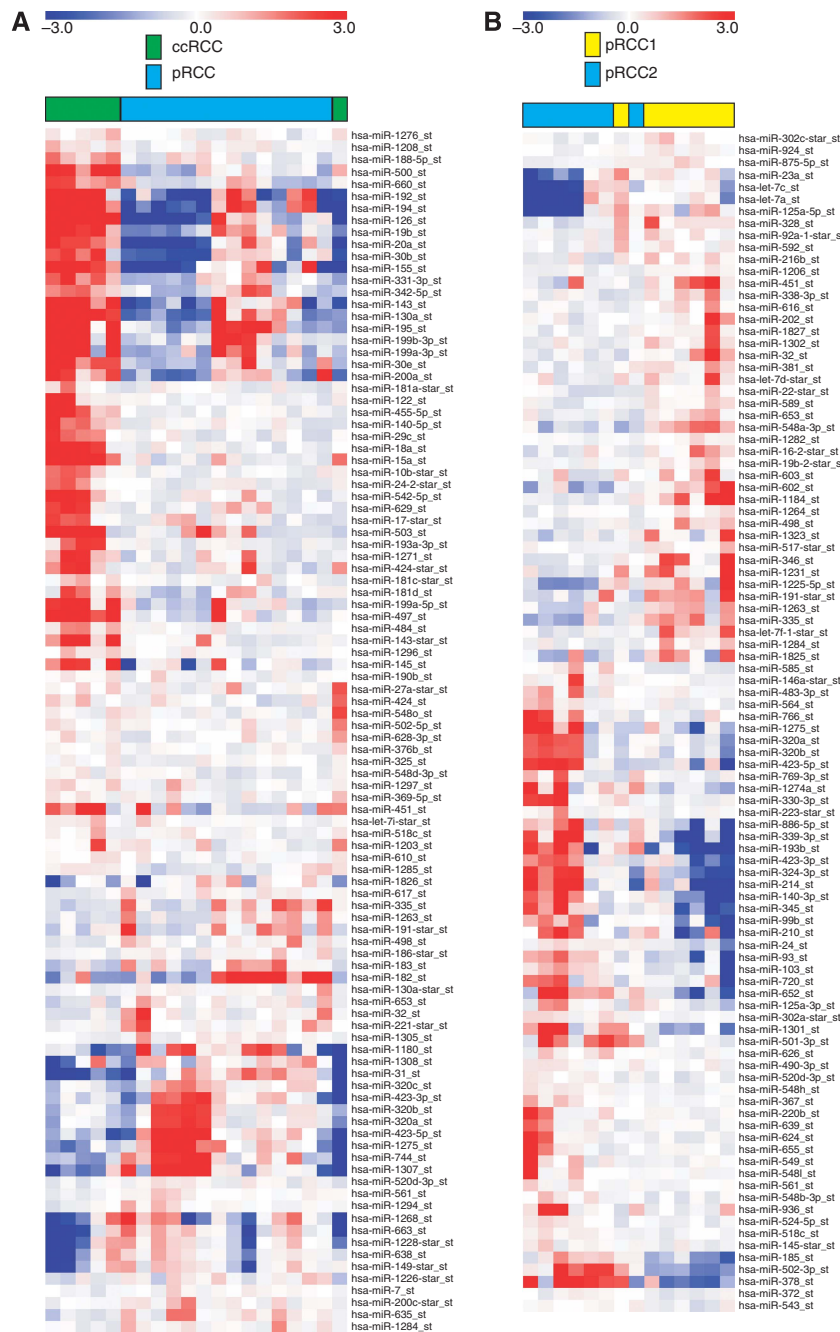 A
−3.0 0.0 3.0
ccRCC
pRCC
hsa-miR-1276_st
hsa-miR-1208_st
hsa-miR-188-5p_st
hsa-miR-500_st
hsa-miR-660_st
hsa-miR-192_st
hsa-miR-194_st
hsa-miR-126_st
hsa-miR-19b_st
hsa-miR-20a_st
hsa-miR-30b_st
hsa-miR-155_st
hsa-miR-331-3p_st
hsa-miR-342-5p_st
hsa-miR-143_st
hsa-miR-130a_st
hsa-miR-195_st
hsa-miR-199b-3p_st
hsa-miR-199a-3p_st
hsa-miR-30e_st
hsa-miR-200a_st
hsa-miR-181a-star_st
hsa-miR-122_st
hsa-miR-455-5p_st
hsa-miR-140-5p_st
hsa-miR-29c_st
hsa-miR-18a_st
hsa-miR-15a_st
hsa-miR-10b-star_st
hsa-miR-24-2-star_st
hsa-miR-542-5p_st
hsa-miR-629_st
hsa-miR-17-star_st
hsa-miR-503_st
hsa-miR-193a-3p_st
hsa-miR-1271_st
hsa-miR-424-star_st
hsa-miR-181c-star_st
hsa-miR-181d_st
hsa-miR-199a-5p_st
hsa-miR-497_st
hsa-miR-484_st
hsa-miR-143-star_st
hsa-miR-1296_st
hsa-miR-145_st
hsa-miR-190b_st
hsa-miR-27a-star_st
hsa-miR-424_st
hsa-miR-548o_st
hsa-miR-502-5p_st
hsa-miR-628-3p_st
hsa-miR-376b_st
hsa-miR-325_st
hsa-miR-548d-3p_st
hsa-miR-1297_st
hsa-miR-369-5p_st
hsa-miR-451_st
hsa-let-7i-star_st
hsa-miR-518c_st
hsa-miR-1203_st
hsa-miR-610_st
hsa-miR-1285_st
hsa-miR-1826_st
hsa-miR-617_st
hsa-miR-335_st
hsa-miR-1263_st
hsa-miR-191-star_st
hsa-miR-498_st
hsa-miR-186-star_st
hsa-miR-183_st
hsa-miR-182_st
hsa-miR-130a-star_st
hsa-miR-653_st
hsa-miR-32_st
hsa-miR-221-star_st
hsa-miR-1305_st
hsa-miR-1180_st
hsa-miR-1308_st
hsa-miR-31_st
hsa-miR-320c_st
hsa-miR-423-3p_st
hsa-miR-320b_st
hsa-miR-320a_st
hsa-miR-423-5p_st
hsa-miR-1275_st
hsa-miR-744_st
hsa-miR-1307_st
hsa-miR-520d-3p_st
hsa-miR-561_st
hsa-miR-1294_st
hsa-miR-1268_st
hsa-miR-663_st
hsa-miR-1228-star_st
hsa-miR-638_st
hsa-miR-149-star_st
hsa-miR-1226-star_st
hsa-miR-7_st
hsa-miR-200c-star_st
hsa-miR-635_st
hsa-miR-1284_st
B
−3.0 0.0 3.0
pRCC1
pRCC2
hsa-miR-302c-star_st
hsa-miR-924_st
hsa-miR-875-5p_st
hsa-miR-23a_st
hsa-let-7c_st
hsa-let-7a_st
hsa-miR-125a-5p_st
hsa-miR-328_st
hsa-miR-92a-1-star_st
hsa-miR-592_st
hsa-miR-216b_st
hsa-miR-1206_st
hsa-miR-451_st
hsa-miR-338-3p_st
hsa-miR-616_st
hsa-miR-202_st
hsa-miR-1827_st
hsa-miR-1302_st
hsa-miR-32_st
hsa-miR-381_st
hsa-let-7d-star_st
hsa-miR-22-star_st
hsa-miR-589_st
hsa-miR-653_st
hsa-miR-548a-3p_st
hsa-miR-1282_st
hsa-miR-16-2-star_st
hsa-miR-19b-2-star_st
hsa-miR-603_st
hsa-miR-602_st
hsa-miR-1184_st
hsa-miR-1264_st
hsa-miR-498_st
hsa-miR-1323_st
hsa-miR-517-star_st
hsa-miR-346_st
hsa-miR-1231_st
hsa-miR-1225-5p_st
hsa-miR-191-star_st
hsa-miR-1263_st
hsa-miR-335_st
hsa-let-7f-1-star_st
hsa-miR-1284_st
hsa-miR-1825_st
hsa-miR-585_st
hsa-miR-146a-star_st
hsa-miR-483-3p_st
hsa-miR-564_st
hsa-miR-766_st
hsa-miR-1275_st
hsa-miR-320a_st
hsa-miR-320b_st
hsa-miR-423-5p_st
hsa-miR-769-3p_st
hsa-miR-1274a_st
hsa-miR-330-3p_st
hsa-miR-223-star_st
hsa-miR-886-5p_st
hsa-miR-339-3p_st
hsa-miR-193b_st
hsa-miR-423-3p_st
hsa-miR-324-3p_st
hsa-miR-214_st
hsa-miR-140-3p_st
hsa-miR-345_st
hsa-miR-99b_st
hsa-miR-210_st
hsa-miR-24_st
hsa-miR-93_st
hsa-miR-103_st
hsa-miR-720_st
hsa-miR-652_st
hsa-miR-125a-3p_st
hsa-miR-302a-star_st
hsa-miR-1301_st
hsa-miR-501-3p_st
hsa-miR-626_st
hsa-miR-490-3p_st
hsa-miR-520d-3p_st
hsa-miR-548h_st
hsa-miR-367_st
hsa-miR-220b_st
hsa-miR-639_st
hsa-miR-624_st
hsa-miR-655_st
hsa-miR-549_st
hsa-miR-548l_st
hsa-miR-561_st
hsa-miR-548b-3p_st
hsa-miR-936_st
hsa-miR-524-5p_st
hsa-miR-518c_st
hsa-miR-145-star_st
hsa-miR-185_st
hsa-miR-502-3p_st
hsa-miR-378_st
hsa-miR-372_st
hsa-miR-543_st